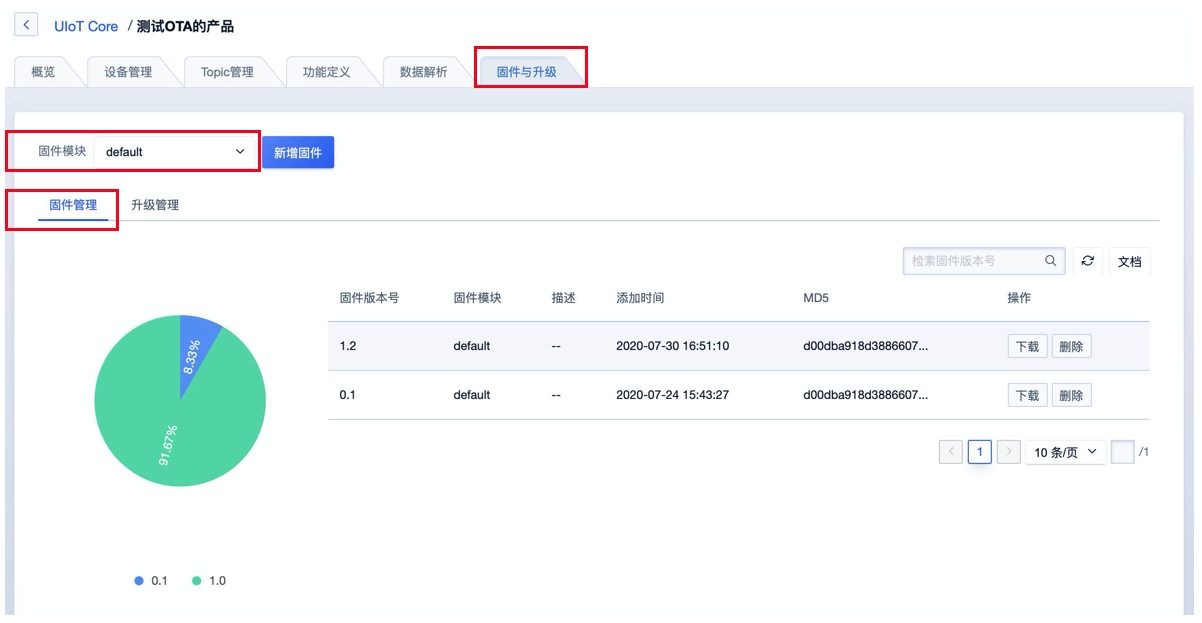 UIoT Core / 测试OTA的产品
概览 设备管理 Topic管理 功能定义 数据解析 固件与升级
固件模块 default 新增固件
固件管理 升级管理
检索固件版本号 文档
固件版本号 固件模块 描述 添加时间 MD5 操作
1.2 default -- 2020-07-30 16:51:10 d00dba918d3886607... 下载 删除
0.1 default -- 2020-07-24 15:43:27 d00dba918d3886607... 下载 删除
8.33%
91.67%
1 10 条/页 /1
0.1 1.0